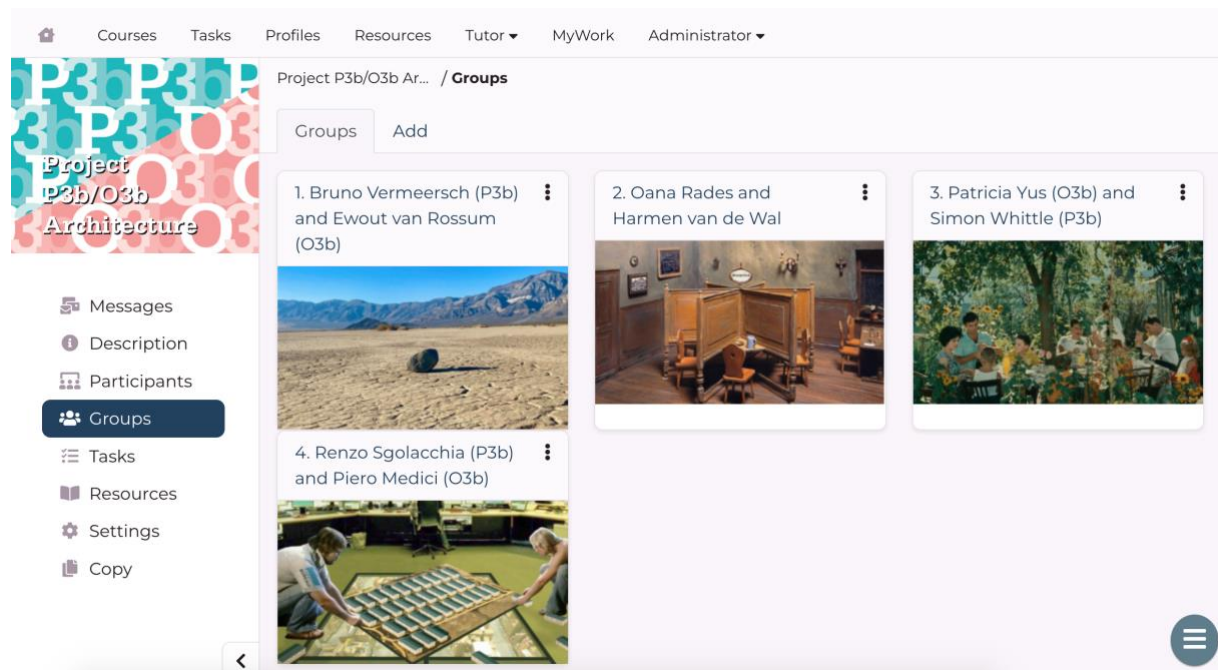 Courses Tasks Profiles Resources Tutor MyWork Administrator
Project P3b/O3b Ar... / Groups
Project
P3b/O3b
Architecture
Groups Add
1. Bruno Vermeersch (P3b)
and Ewout van Rossum
(O3b)
2. Oana Rades and
Harmen van de Wal
3. Patricia Yus (O3b) and
Simon Whittle (P3b)
4. Renzo Sgolacchia (P3b)
and Piero Medici (O3b)
Messages
Description
Participants
Groups
Tasks
Resources
Settings
Copy